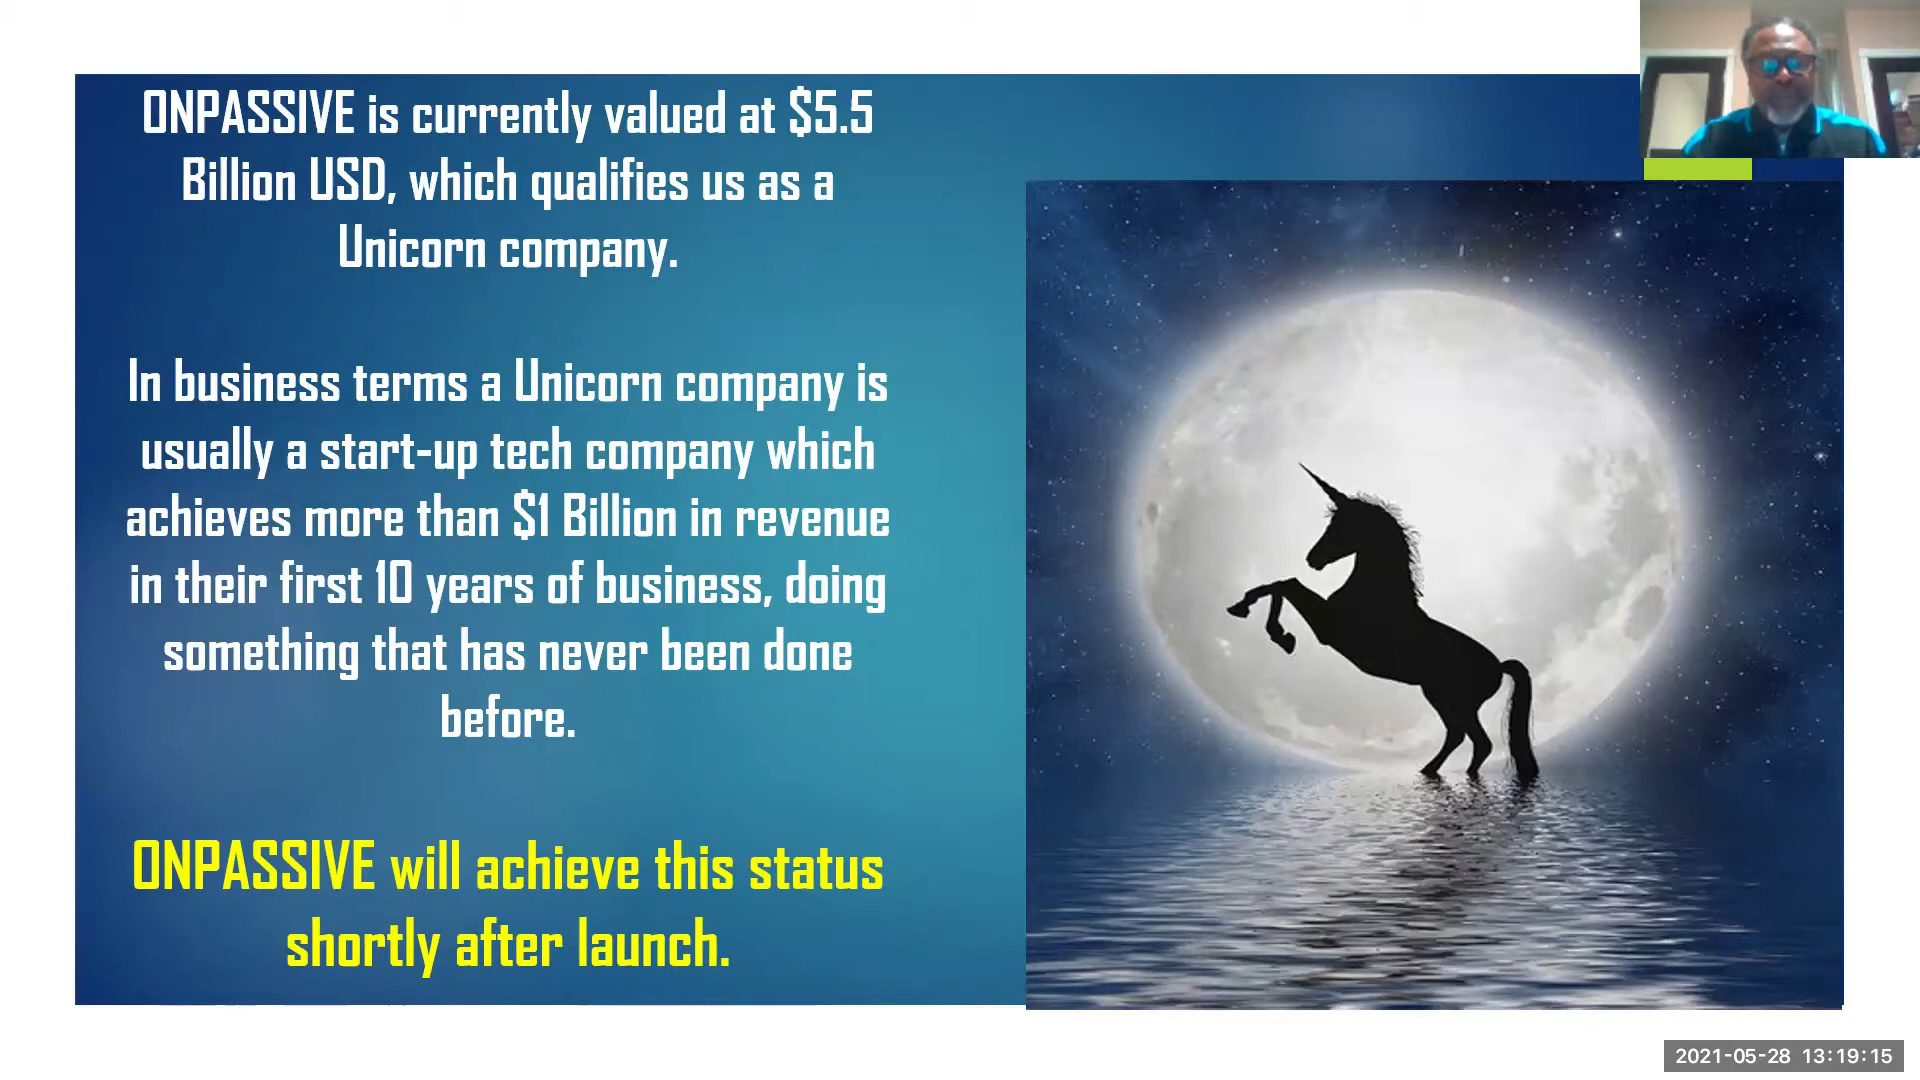 ONPASSIVE is currently valued at $5.5
Billion USD, which qualifies us as a
Unicorn company.
In business terms a Unicorn company is
usually a start-up tech company which
achieves more than $1 Billion in revenue
in their first 10 years of business, doing
something that has never been done
before.
ONPASSIVE will achieve this status
shortly after launch.
2021-05-28 13:19:15